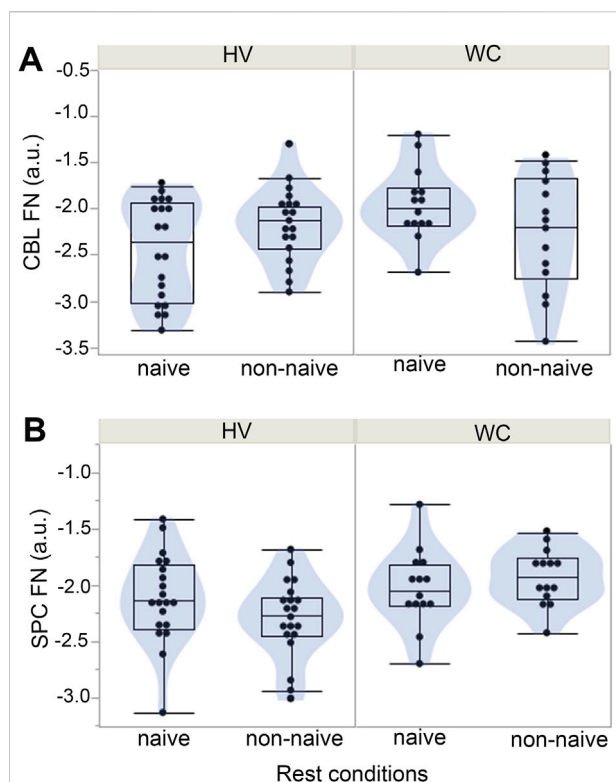 A
HV WC
CBL FN (a.u.)
-0.5
-1.0
-1.5
-2.0
-2.5
-3.0
-3.5
naive non-naive naive non-naive
B
HV WC
SPC FN (a.u.)
-1.0
-1.5
-2.0
-2.5
-3.0
naive non-naive naive non-naive
Rest conditions